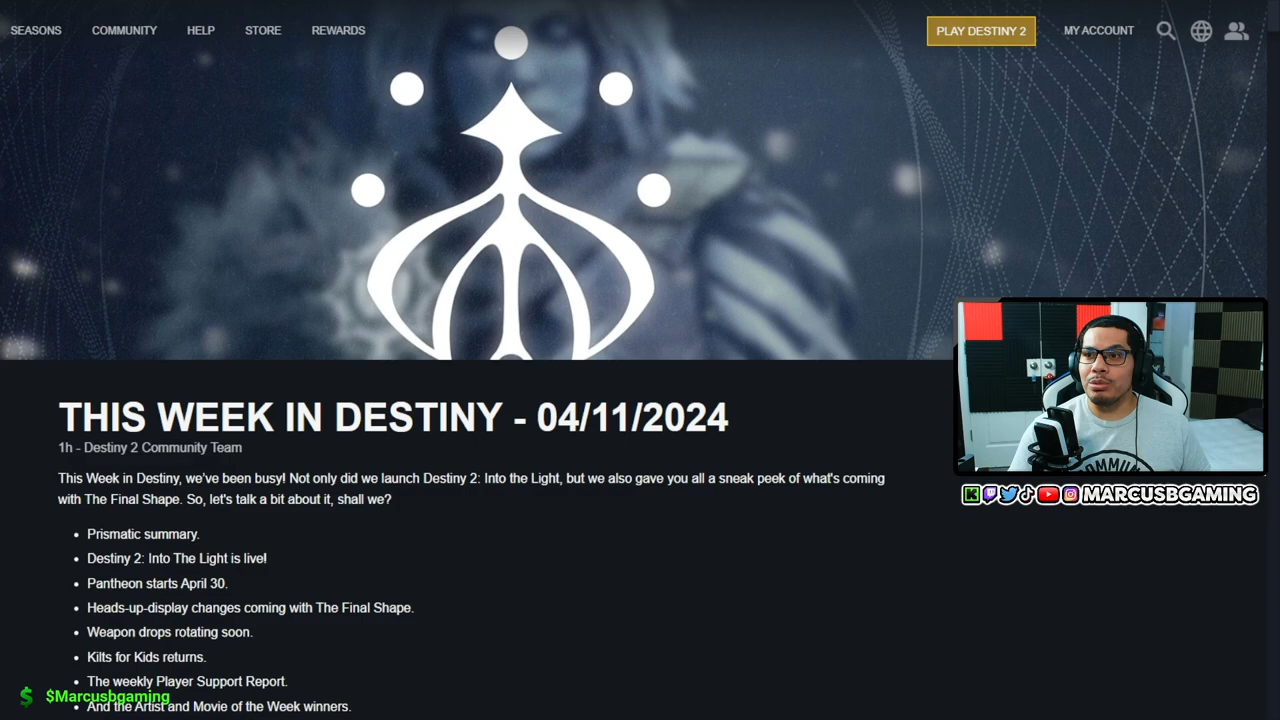 SEASONS COMMUNITY HELP STORE REWARDS PLAY DESTINY 2 MY ACCOUNT
THIS WEEK IN DESTINY - 04/11/2024
1h - Destiny 2 Community Team
This Week in Destiny, we've been busy! Not only did we launch Destiny 2: Into the Light, but we also gave you all a sneak peek of what's coming
with The Final Shape. So, let's talk a bit about it, shall we?
• Prismatic summary.
• Destiny 2: Into The Light is live!
• Pantheon starts April 30.
• Heads-up-display changes coming with The Final Shape.
• Weapon drops rotating soon.
• Kilts for Kids returns.
• The weekly Player Support Report.
• And the Artist and Movie of the Week winners.
$ $Marcusbgaming
MARCUSBGAMING